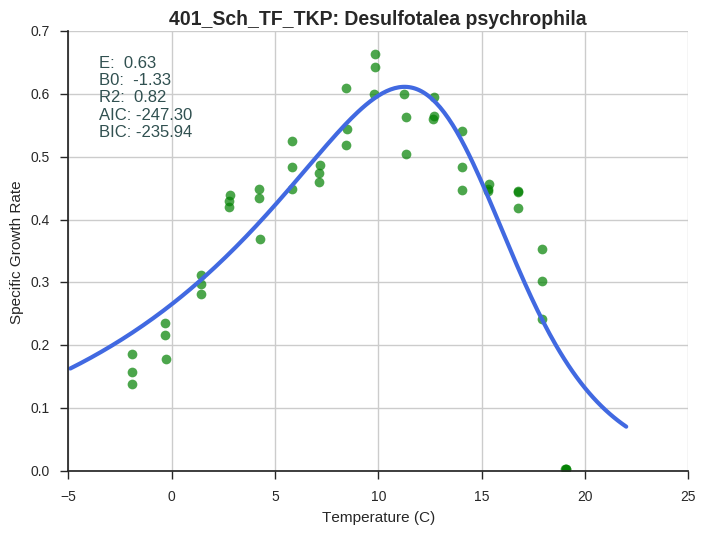 401_Sch_TF_TKP: Desulfotalea psychrophila
E:  0.63
B0:  -1.33
R2:  0.82
AIC: -247.30
BIC: -235.94
Specific Growth Rate
0.7
0.6
0.5
0.4
0.3
0.2
0.1
0.0
−5 0 5 10 15 20 25
Temperature (C)